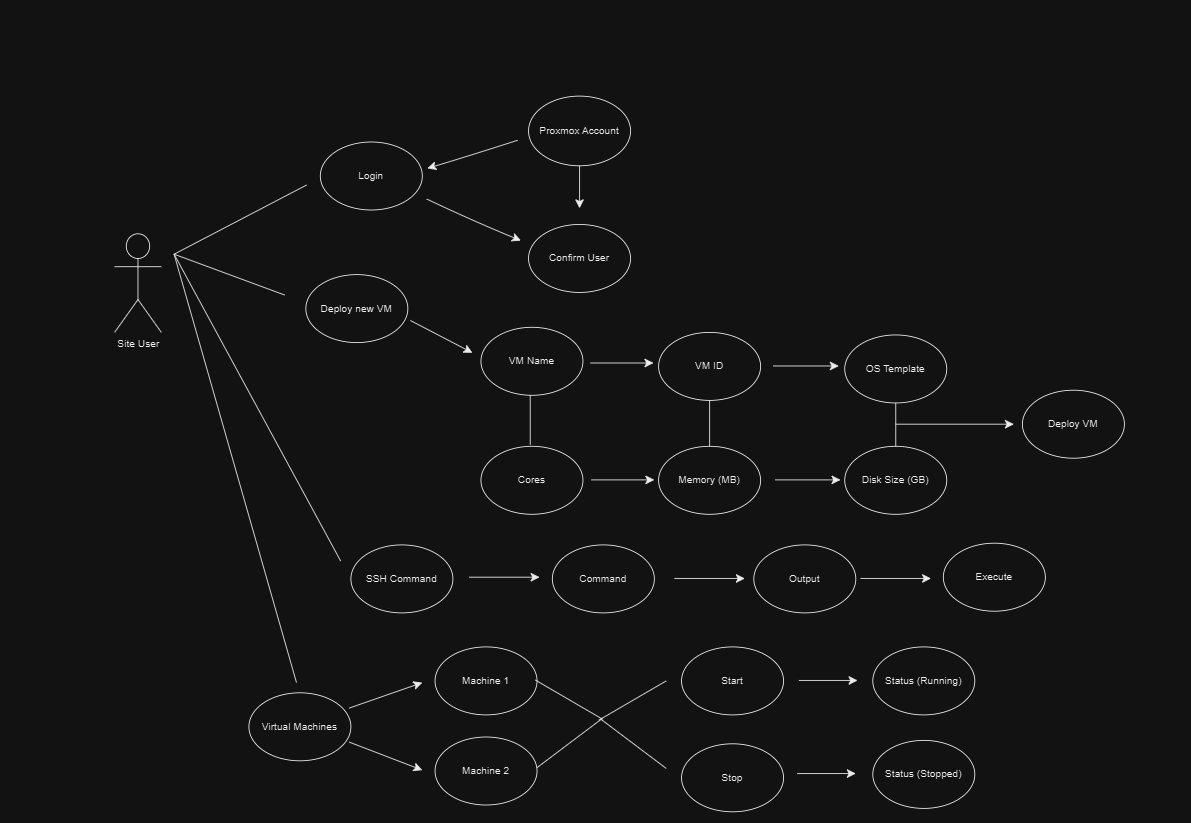 Proxmox Account
Login
Confirm User
Site User
Deploy new VM
VM Name
VM ID
OS Template
Deploy VM
Cores
Memory (MB)
Disk Size (GB)
SSH Command
Command
Output
Execute
Machine 1
Start
Status (Running)
Virtual Machines
Machine 2
Stop
Status (Stopped)